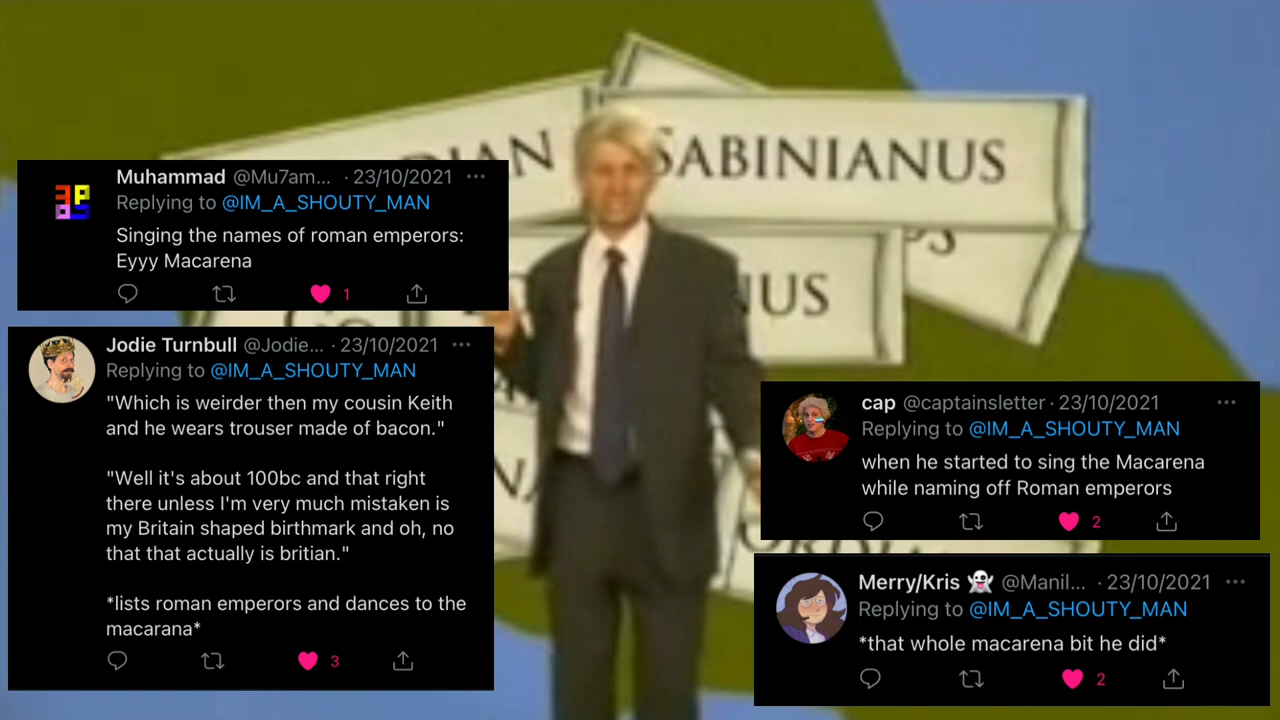 DIAN
SABINIANUS
NUS
Muhammad @Mu7am... · 23/10/2021 ···
Replying to @IM_A_SHOUTY_MAN
Singing the names of roman emperors:
Eyyy Macarena
1
Jodie Turnbull @Jodie... · 23/10/2021 ···
Replying to @IM_A_SHOUTY_MAN
"Which is weirder then my cousin Keith
and he wears trouser made of bacon."
"Well it's about 100bc and that right
there unless I'm very much mistaken is
my Britain shaped birthmark and oh, no
that that actually is britian."
*lists roman emperors and dances to the
macarana*
3
cap @captainsletter · 23/10/2021 ···
Replying to @IM_A_SHOUTY_MAN
when he started to sing the Macarena
while naming off Roman emperors
2
Merry/Kris 👻 @Manil... · 23/10/2021 ···
Replying to @IM_A_SHOUTY_MAN
*that whole macarena bit he did*
2